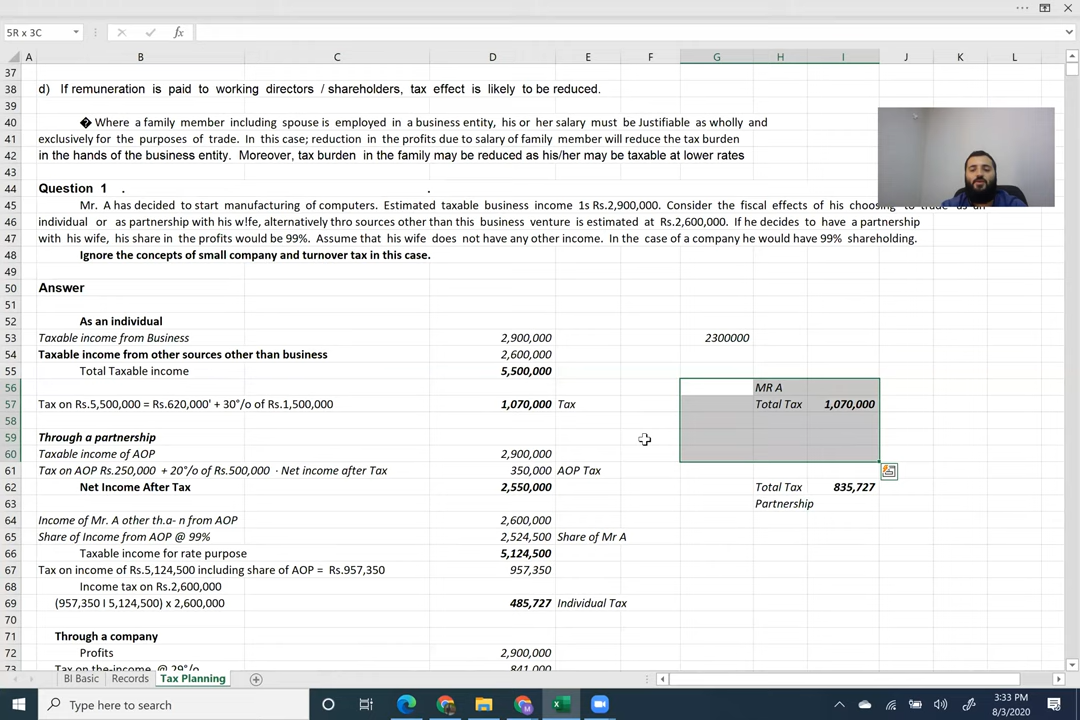 5R x 3C
fx
A B C D E F G H I J K L
37
38 d) If remuneration is paid to working directors / shareholders, tax effect is likely to be reduced.
39
40 � Where a family member including spouse is employed in a business entity, his or her salary must be Justifiable as wholly and
41 exclusively for the purposes of trade. In this case; reduction in the profits due to salary of family member will reduce the tax burden
42 in the hands of the business entity. Moreover, tax burden in the family may be reduced as his/her may be taxable at lower rates
43
44 Question 1 . .
45 Mr. A has decided to start manufacturing of computers. Estimated taxable business income 1s Rs.2,900,000. Consider the fiscal effects of his choosing to trade as an
46 individual or as partnership with his w!fe, alternatively thro sources other than this business venture is estimated at Rs.2,600,000. If he decides to have a partnership
47 with his wife, his share in the profits would be 99%. Assume that his wife does not have any other income. In the case of a company he would have 99% shareholding.
48 Ignore the concepts of small company and turnover tax in this case.
49
50 Answer
51
52 As an individual
53 Taxable income from Business 2,900,000 2300000
54 Taxable income from other sources other than business 2,600,000
55 Total Taxable income 5,500,000
56 MR A
57 Tax on Rs.5,500,000 = Rs.620,000' + 30°/o of Rs.1,500,000 1,070,000 Tax Total Tax 1,070,000
58
59 Through a partnership
60 Taxable income of AOP 2,900,000
61 Tax on AOP Rs.250,000 + 20°/o of Rs.500,000 · Net income after Tax 350,000 AOP Tax
62 Net Income After Tax 2,550,000 Total Tax 835,727
63 Partnership
64 Income of Mr. A other th.a- n from AOP 2,600,000
65 Share of Income from AOP @ 99% 2,524,500 Share of Mr A
66 Taxable income for rate purpose 5,124,500
67 Tax on income of Rs.5,124,500 including share of AOP = Rs.957,350 957,350
68 Income tax on Rs.2,600,000
69 (957,350 I 5,124,500) x 2,600,000 485,727 Individual Tax
70
71 Through a company
72 Profits 2,900,000
73 Tax on the-income @ 29°/o 841,000
BI Basic Records Tax Planning
Type here to search
3:33 PM
8/3/2020